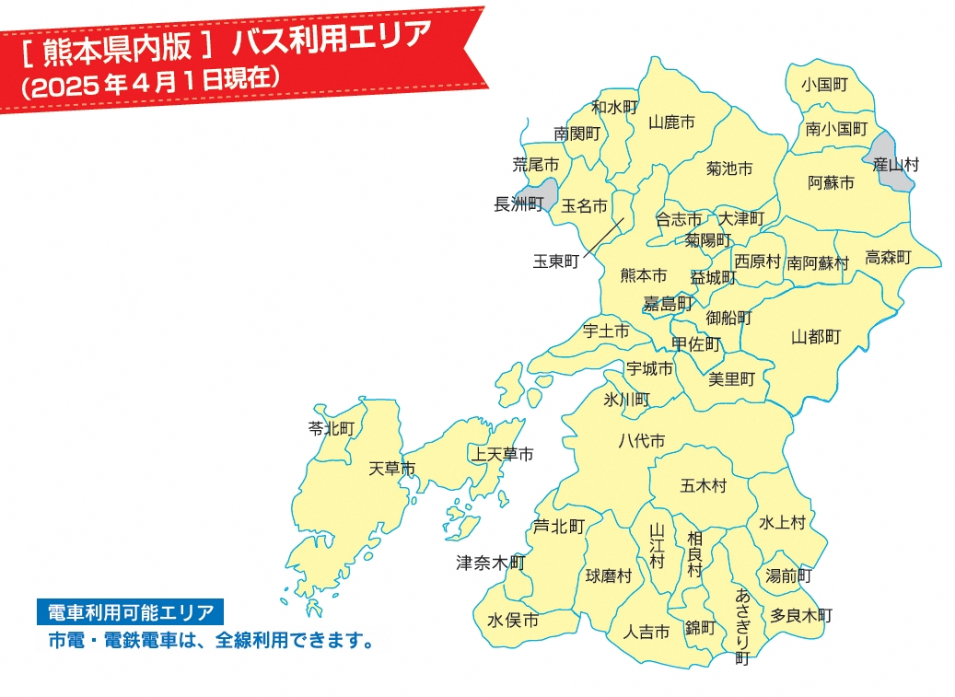 [ 熊本県内版 ] バス利用エリア
(2025年4月1日現在)
小国町
和水町
山鹿市
南小国町
南関町
荒尾市
菊池市
産山村
阿蘇市
長洲町
玉名市
合志市
大津町
菊陽町
玉東町
熊本市
西原村
南阿蘇村
高森町
益城町
嘉島町
御船町
宇土市
甲佐町
山都町
宇城市
美里町
氷川町
苓北町
八代市
上天草市
天草市
五木村
芦北町
水上村
山江村
相良村
津奈木町
球磨村
湯前町
あさぎり町
水俣市
人吉市
錦町
多良木町
電車利用可能エリア
市電・電鉄電車は、全線利用できます。